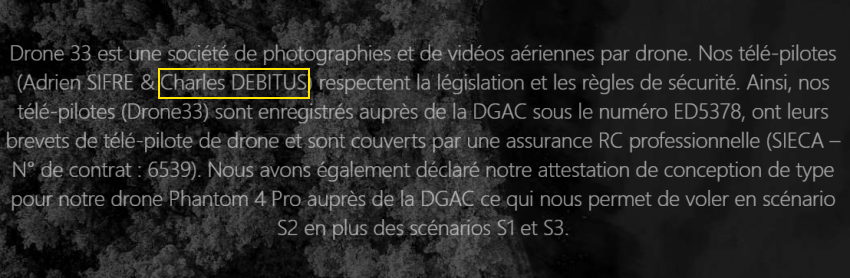 Drone 33 est une société de photographies et de vidéos aériennes par drone. Nos télé-pilotes
(Adrien SIFRE & Charles DEBITUS) respectent la législation et les règles de sécurité. Ainsi, nos
télé-pilotes (Drone33) sont enregistrés auprès de la DGAC sous le numéro ED5378, ont leurs
brevets de télé-pilote de drone et sont couverts par une assurance RC professionnelle (SIECA –
N° de contrat : 6539). Nous avons également déclaré notre attestation de conception de type
pour notre drone Phantom 4 Pro auprès de la DGAC ce qui nous permet de voler en scénario
S2 en plus des scénarios S1 et S3.